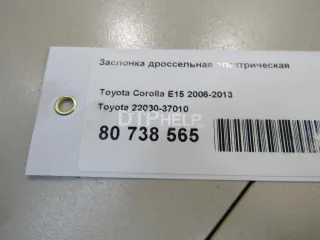 Заслонка дроссельная электрическая
Toyota Corolla E15 2006-2013
Toyota 22030-37010
DTPHELP
80 738 565